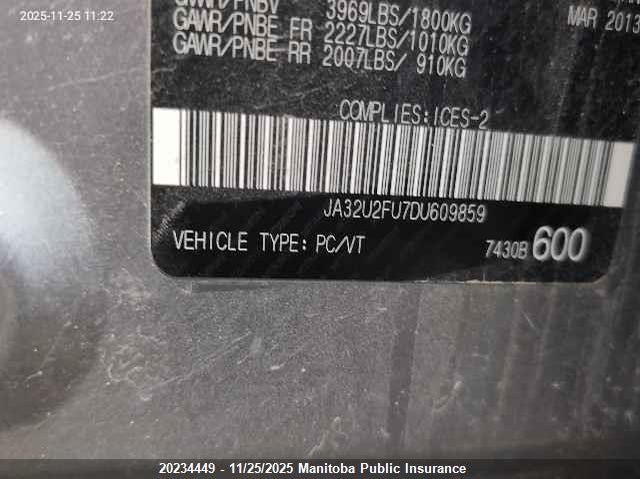 2025-11-25 11:22
GVWR/PNBV 3969LBS/1800KG
MAR 2013
GAWR/PNBE FR 2227LBS/1010KG
GAWR/PNBE RR 2007LBS/ 910KG
COMPLIES:ICES-2
JA32U2FU7DU609859
VEHICLE TYPE: PC/VT
7430B 600
20234449 - 11/25/2025 Manitoba Public Insurance